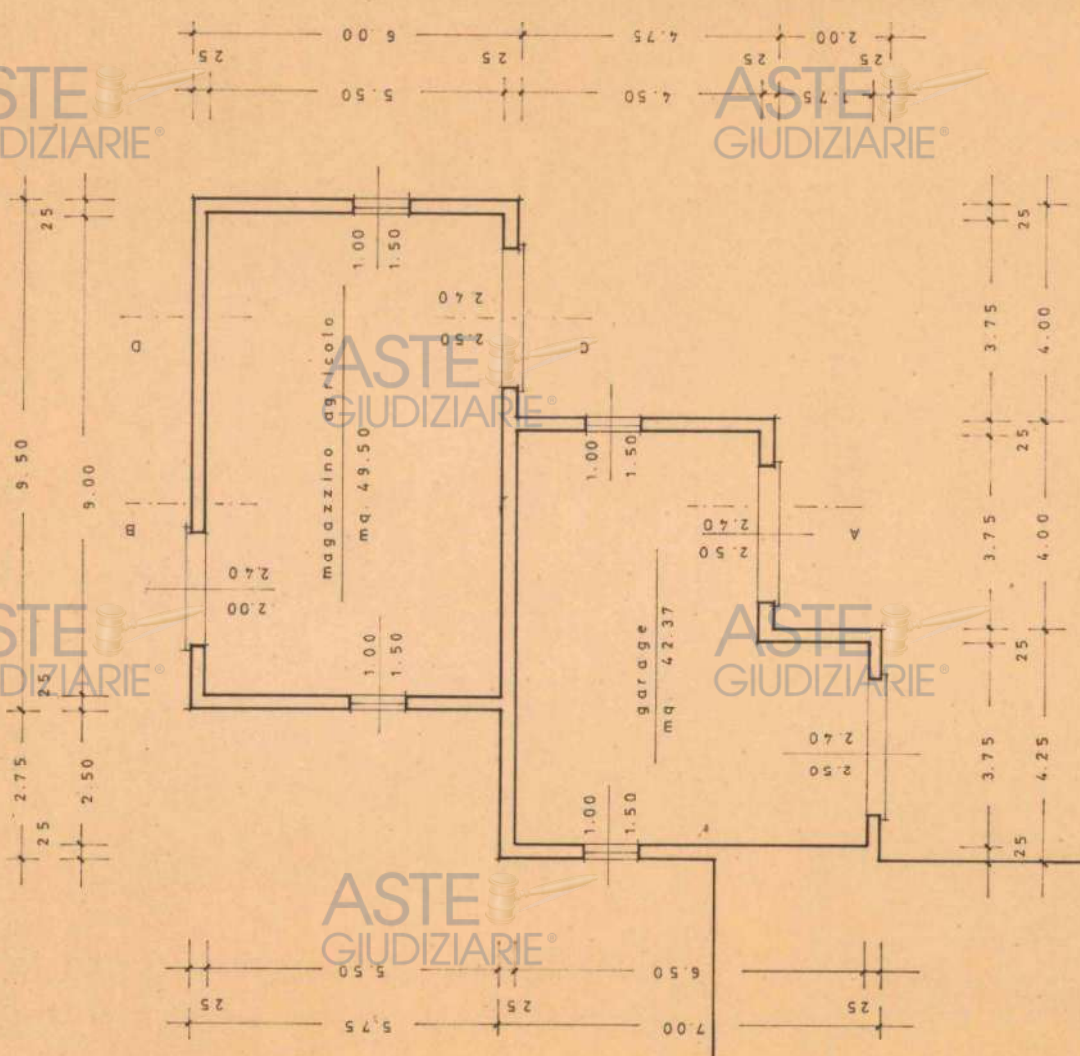 6.00
4.75
2.00
25
25
25
25
5.50
4.50
1.75
ASTE
GIUDIZIARIE®
ASTE
GIUDIZIARIE®
25
9.50
9.00
2.75
2.50
25
25
D
B
C
A
1.00
1.50
2.40
2.50
magazzino agricolo
mq. 49.50
ASTE
GIUDIZIARIE®
2.40
2.00
1.00
1.50
1.00
1.50
2.40
2.50
garage
mq. 42.37
2.40
2.50
1.00
1.50
25
3.75
4.00
25
3.75
4.00
25
3.75
4.25
25
ASTE
GIUDIZIARIE®
ASTE
GIUDIZIARIE®
ASTE
GIUDIZIARIE®
5.50
6.50
25
25
25
5.75
7.00